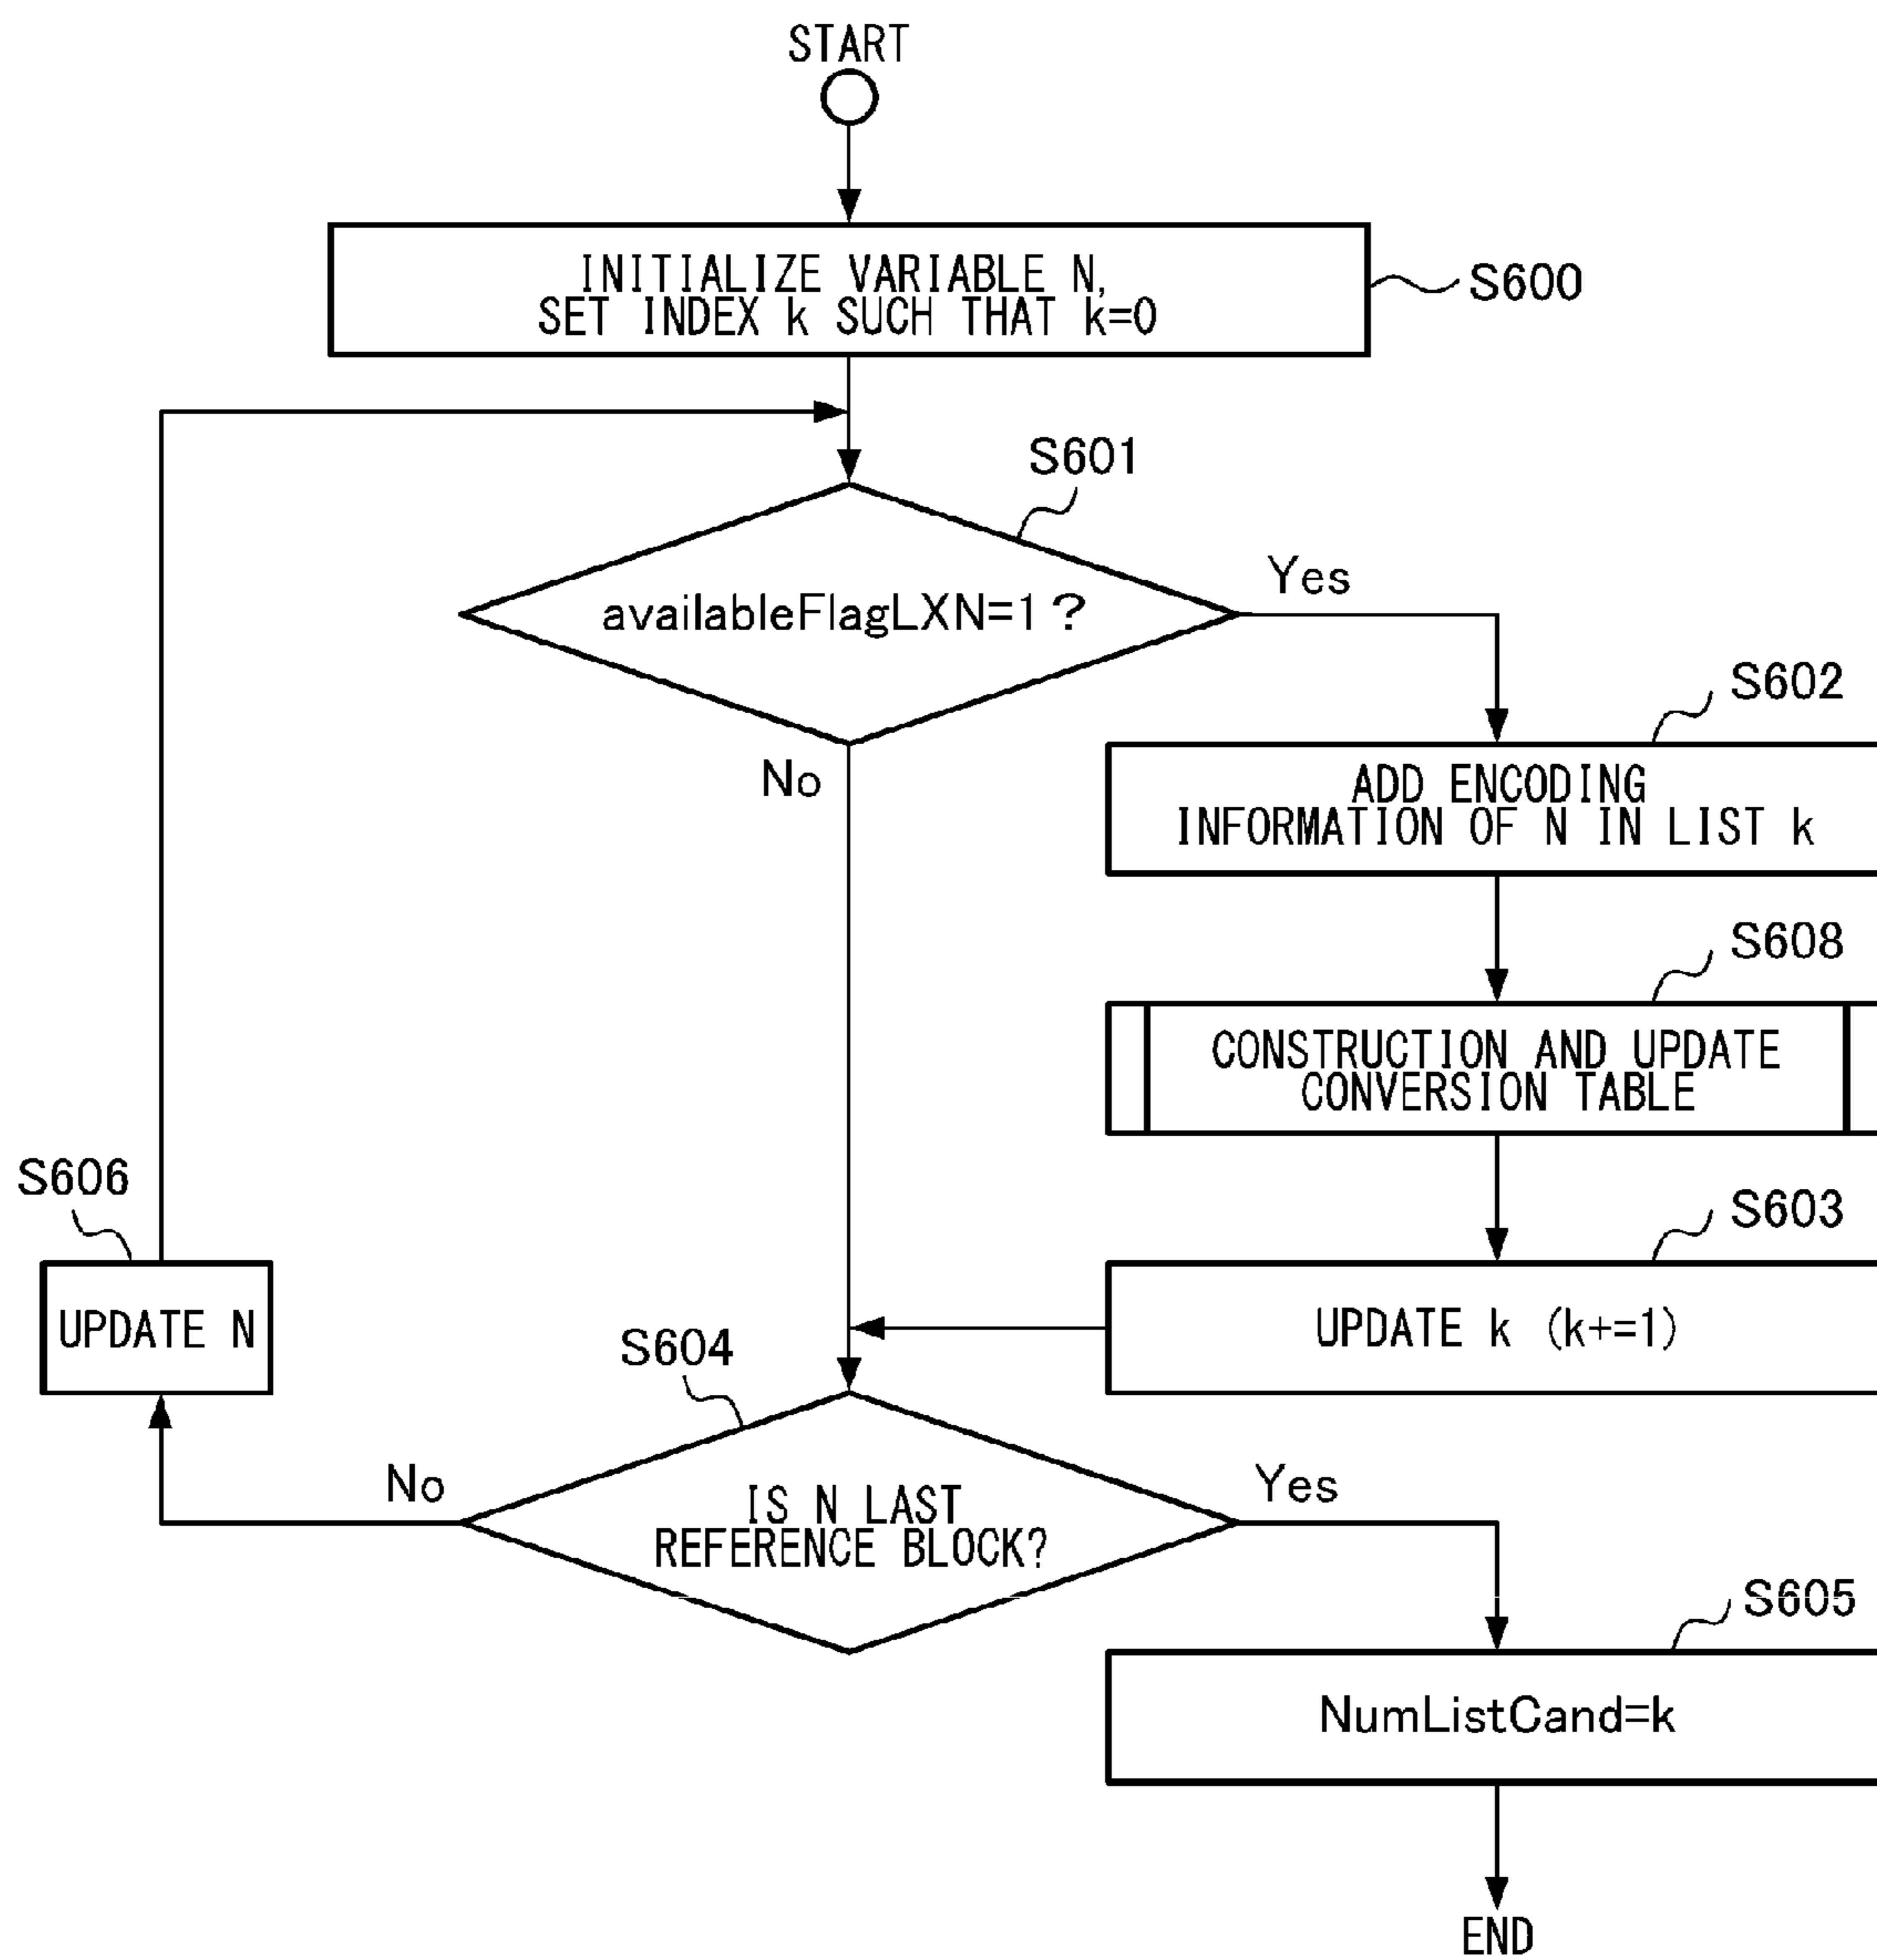 START
INITIALIZE VARIABLE N,
SET INDEX k SUCH THAT k=0
S600
S601
availableFlagLXN=1 ?
Yes
No
S602
ADD ENCODING
INFORMATION OF N IN LIST k
S608
CONSTRUCTION AND UPDATE
CONVERSION TABLE
S603
UPDATE k (k+=1)
S606
UPDATE N
S604
IS N LAST
REFERENCE BLOCK?
No
Yes
S605
NumListCand=k
END